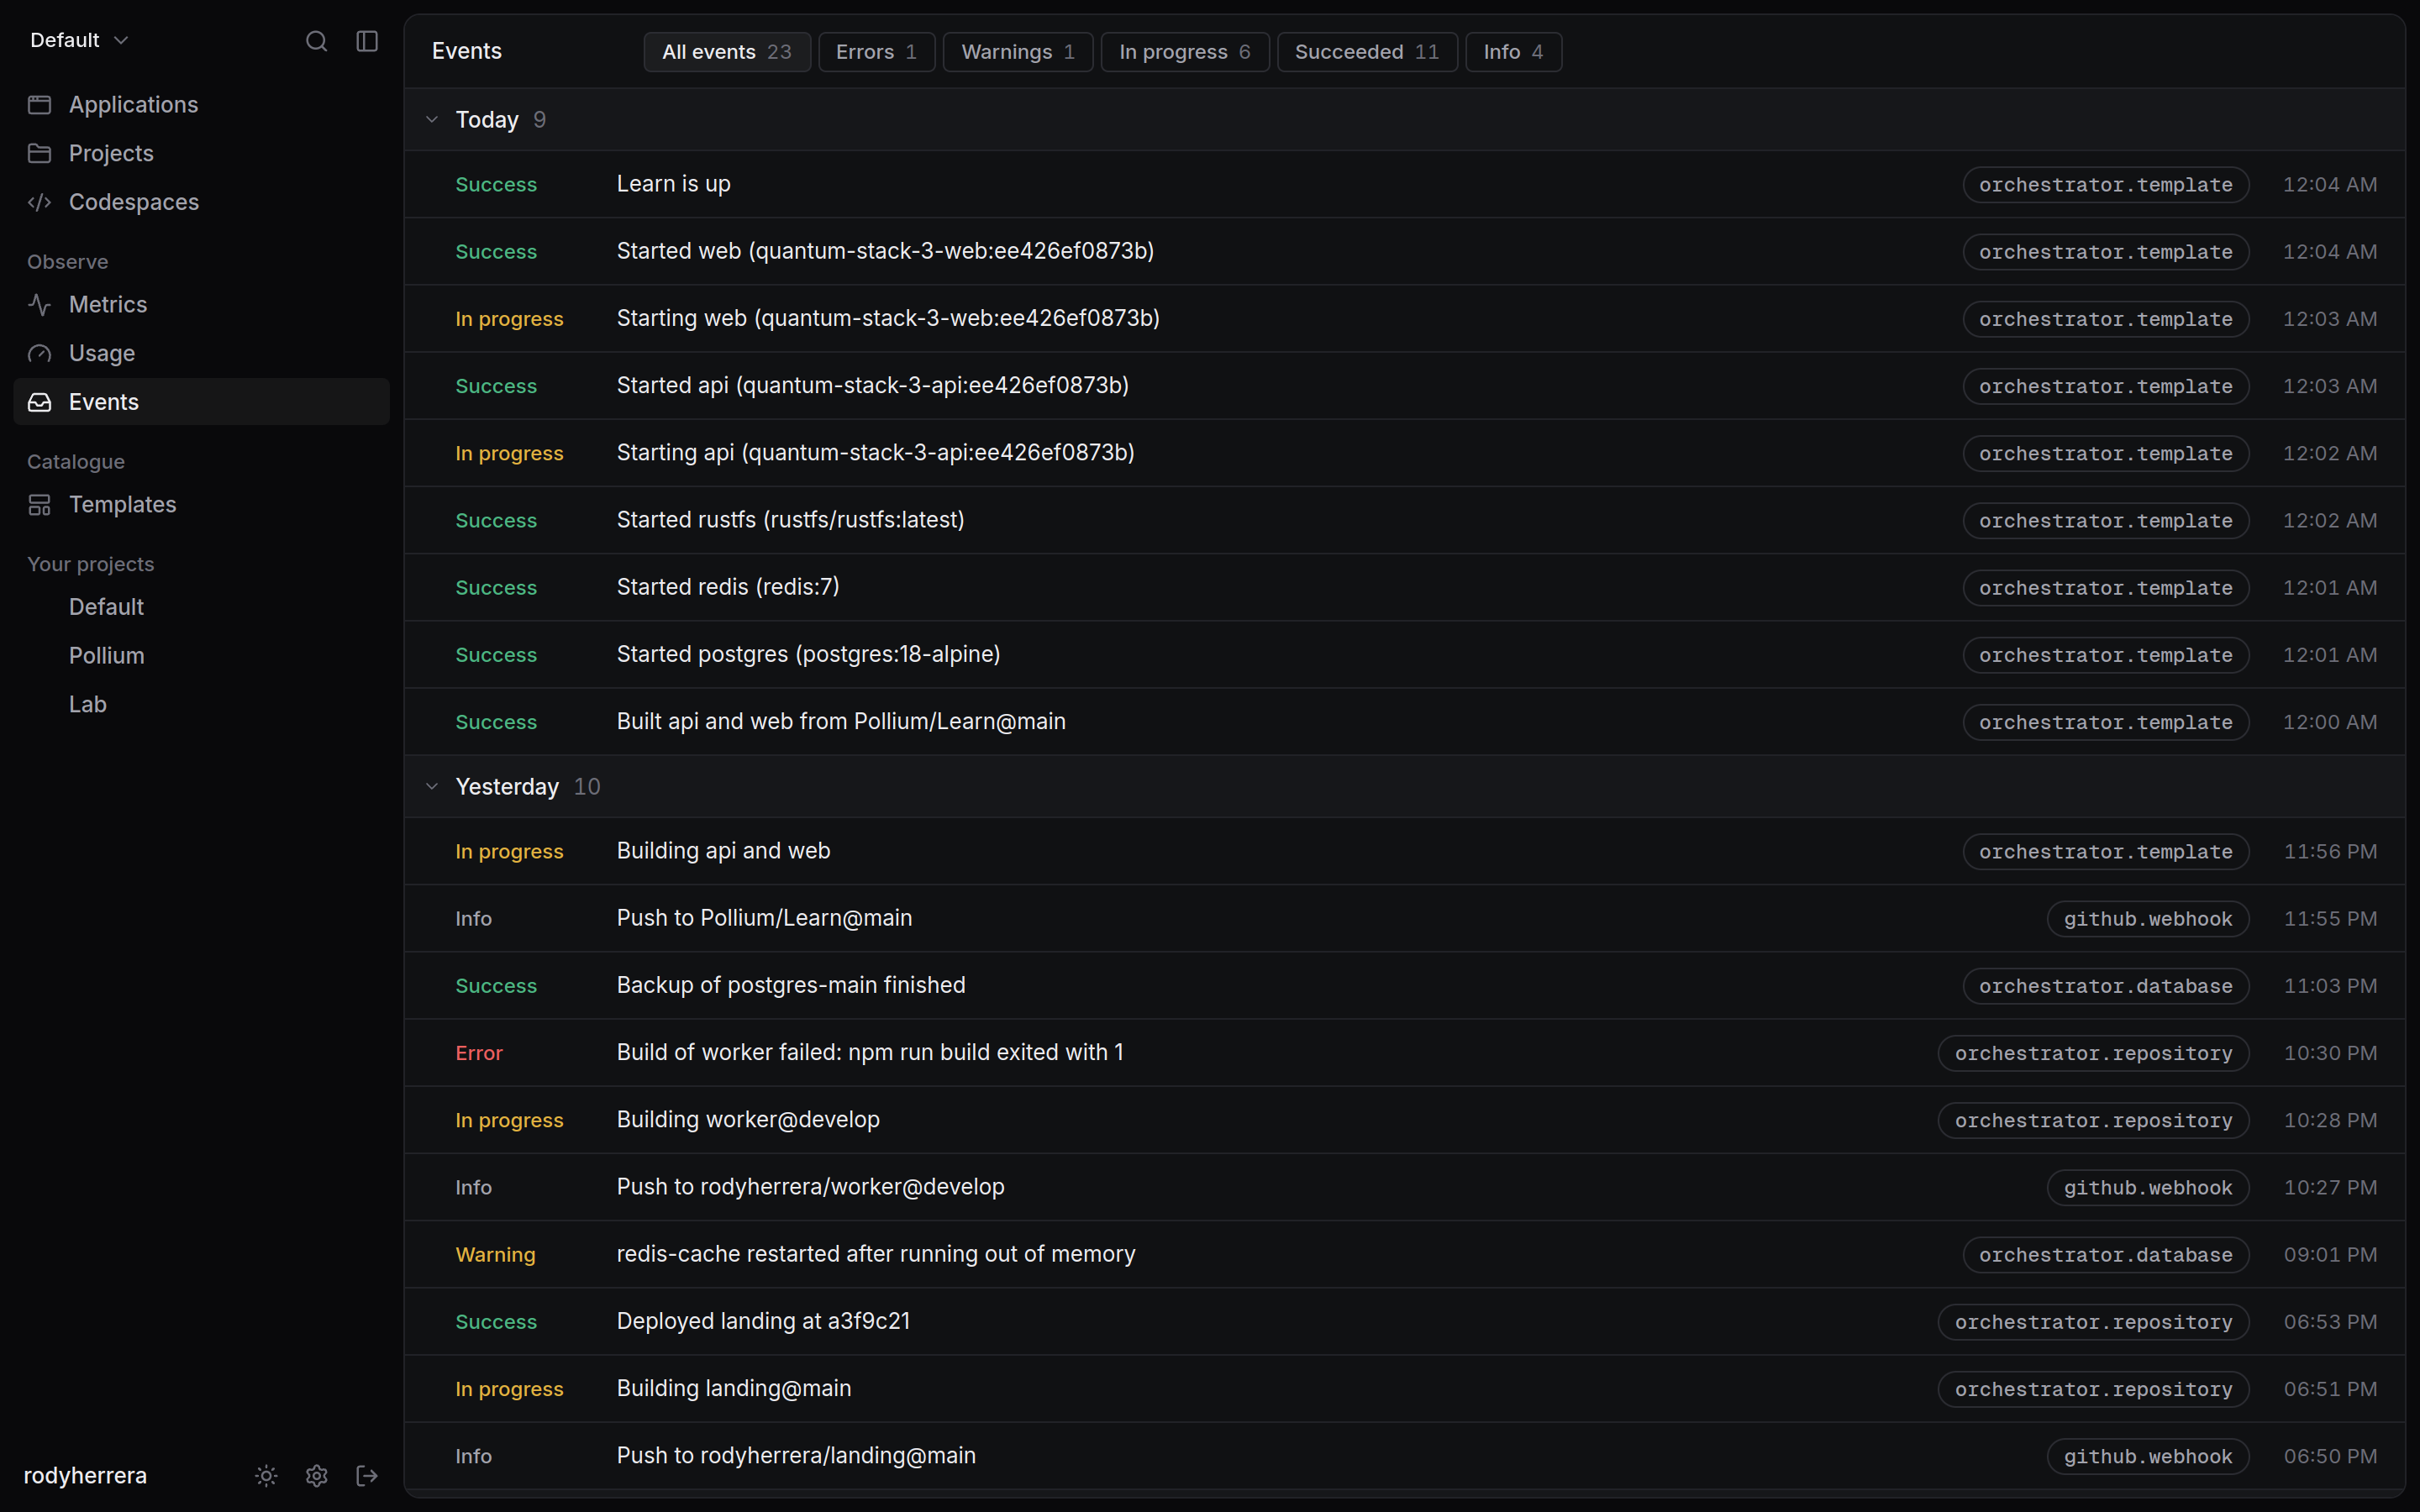 Default
Applications
Projects
Codespaces
Observe
Metrics
Usage
Events
Catalogue
Templates
Your projects
Default
Pollium
Lab
rodyherrera
Events
All events 23
Errors 1
Warnings 1
In progress 6
Succeeded 11
Info 4
Today 9
Success Learn is up orchestrator.template 12:04 AM
Success Started web (quantum-stack-3-web:ee426ef0873b) orchestrator.template 12:04 AM
In progress Starting web (quantum-stack-3-web:ee426ef0873b) orchestrator.template 12:03 AM
Success Started api (quantum-stack-3-api:ee426ef0873b) orchestrator.template 12:03 AM
In progress Starting api (quantum-stack-3-api:ee426ef0873b) orchestrator.template 12:02 AM
Success Started rustfs (rustfs/rustfs:latest) orchestrator.template 12:02 AM
Success Started redis (redis:7) orchestrator.template 12:01 AM
Success Started postgres (postgres:18-alpine) orchestrator.template 12:01 AM
Success Built api and web from Pollium/Learn@main orchestrator.template 12:00 AM
Yesterday 10
In progress Building api and web orchestrator.template 11:56 PM
Info Push to Pollium/Learn@main github.webhook 11:55 PM
Success Backup of postgres-main finished orchestrator.database 11:03 PM
Error Build of worker failed: npm run build exited with 1 orchestrator.repository 10:30 PM
In progress Building worker@develop orchestrator.repository 10:28 PM
Info Push to rodyherrera/worker@develop github.webhook 10:27 PM
Warning redis-cache restarted after running out of memory orchestrator.database 09:01 PM
Success Deployed landing at a3f9c21 orchestrator.repository 06:53 PM
In progress Building landing@main orchestrator.repository 06:51 PM
Info Push to rodyherrera/landing@main github.webhook 06:50 PM